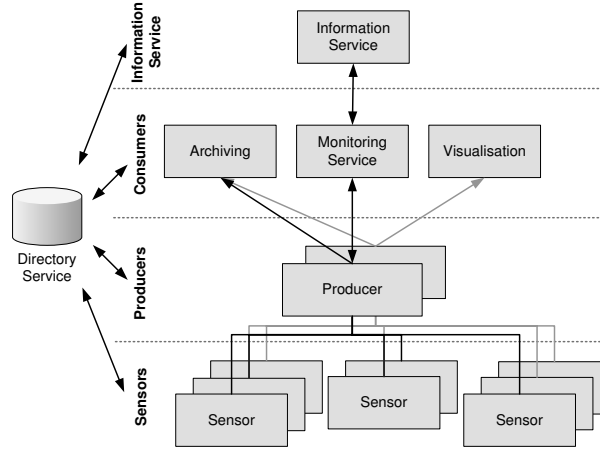 Information
Service
Information
Service
Consumers
Archiving
Monitoring
Service
Visualisation
Directory
Service
Producers
Producer
Sensors
Sensor
Sensor
Sensor